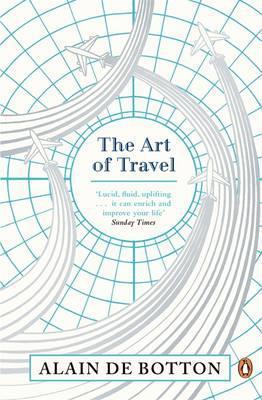 The Art
of Travel
'Lucid, fluid, uplifting
. . . it can enrich and
improve your life'
Sunday Times
ALAIN DE BOTTON